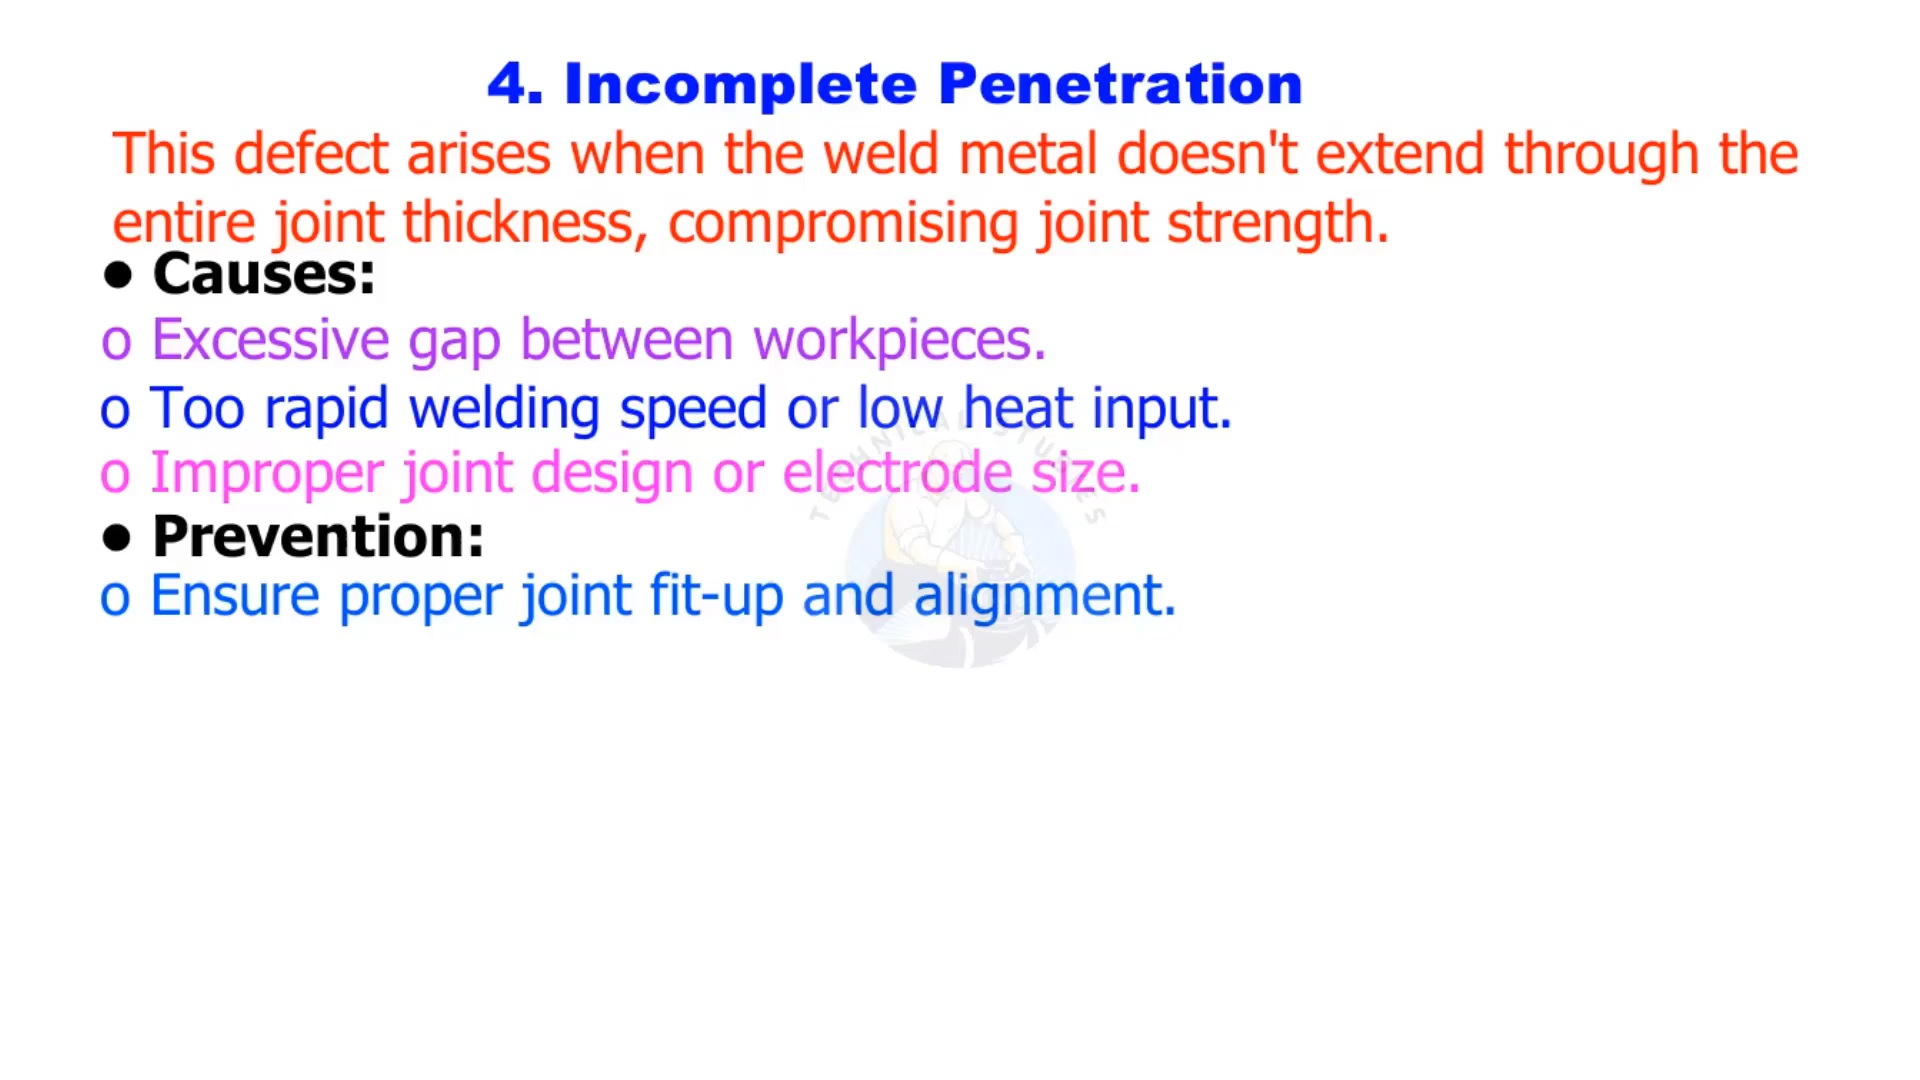 4. Incomplete Penetration
This defect arises when the weld metal doesn't extend through the
entire joint thickness, compromising joint strength.
● Causes:
o Excessive gap between workpieces.
o Too rapid welding speed or low heat input.
o Improper joint design or electrode size.
● Prevention:
o Ensure proper joint fit-up and alignment.
TECHNICAL STUDIES